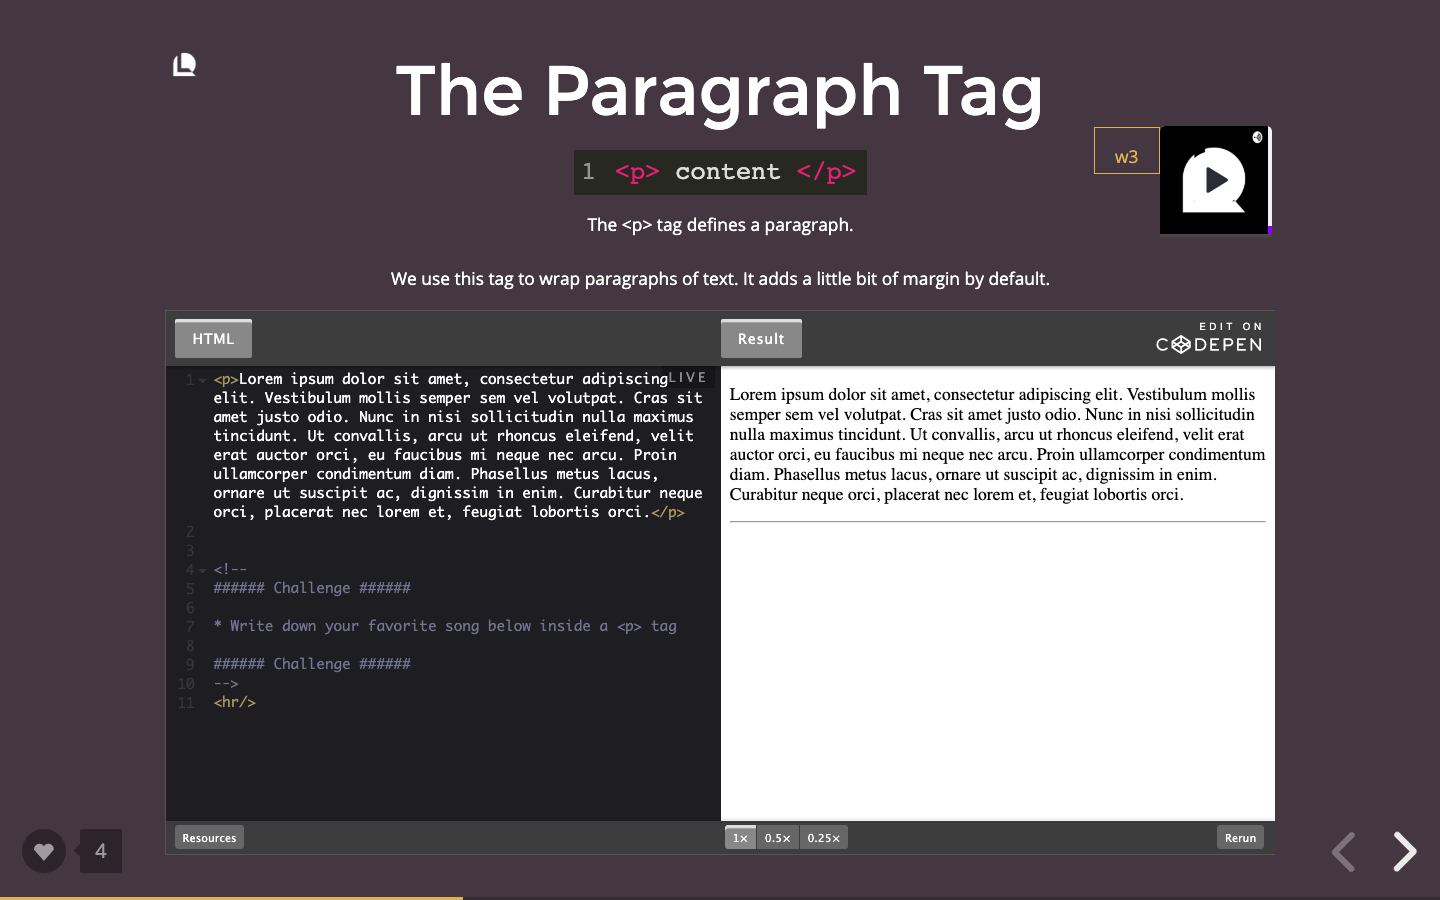 The Paragraph Tag
1 <p> content </p>
w3
The <p> tag defines a paragraph.
We use this tag to wrap paragraphs of text. It adds a little bit of margin by default.
HTML
Result
EDIT ON
CODEPEN
LIVE
1 <p>Lorem ipsum dolor sit amet, consectetur adipiscing
elit. Vestibulum mollis semper sem vel volutpat. Cras sit
amet justo odio. Nunc in nisi sollicitudin nulla maximus
tincidunt. Ut convallis, arcu ut rhoncus eleifend, velit
erat auctor orci, eu faucibus mi neque nec arcu. Proin
ullamcorper condimentum diam. Phasellus metus lacus,
ornare ut suscipit ac, dignissim in enim. Curabitur neque
orci, placerat nec lorem et, feugiat lobortis orci.</p>
2
3
4 <!--
5 ###### Challenge ######
6
7 * Write down your favorite song below inside a <p> tag
8
9 ###### Challenge ######
10 -->
11 <hr/>
Lorem ipsum dolor sit amet, consectetur adipiscing elit. Vestibulum mollis
semper sem vel volutpat. Cras sit amet justo odio. Nunc in nisi sollicitudin
nulla maximus tincidunt. Ut convallis, arcu ut rhoncus eleifend, velit erat
auctor orci, eu faucibus mi neque nec arcu. Proin ullamcorper condimentum
diam. Phasellus metus lacus, ornare ut suscipit ac, dignissim in enim.
Curabitur neque orci, placerat nec lorem et, feugiat lobortis orci.
Resources
1× 0.5× 0.25×
Rerun
4